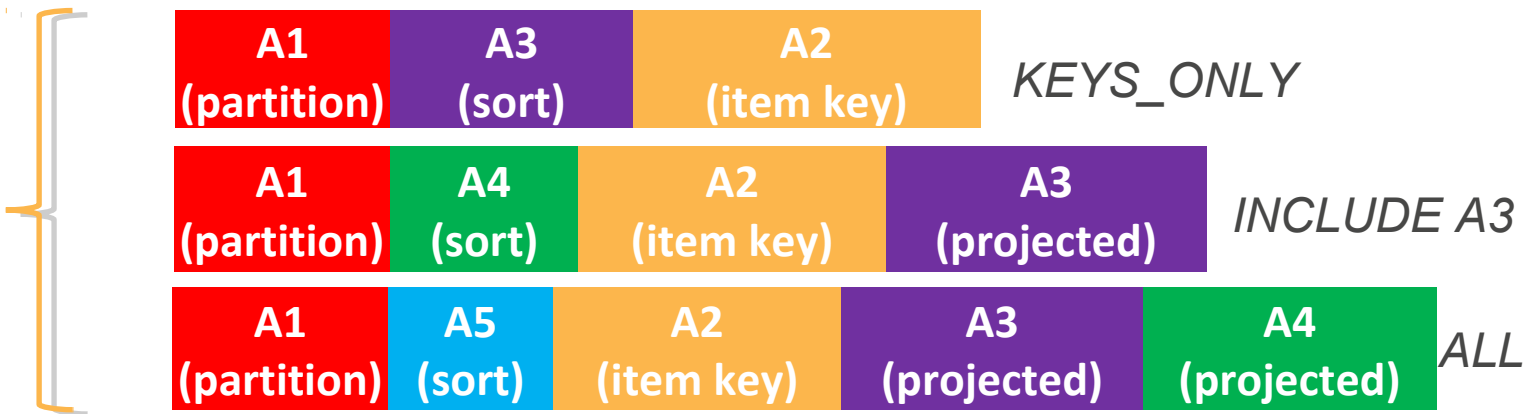 A1 A3 A2
(partition) (sort) (item key) KEYS_ONLY
A1 A4 A2 A3
(partition) (sort) (item key) (projected) INCLUDE A3
A1 A5 A2 A3 A4
(partition) (sort) (item key) (projected) (projected) ALL